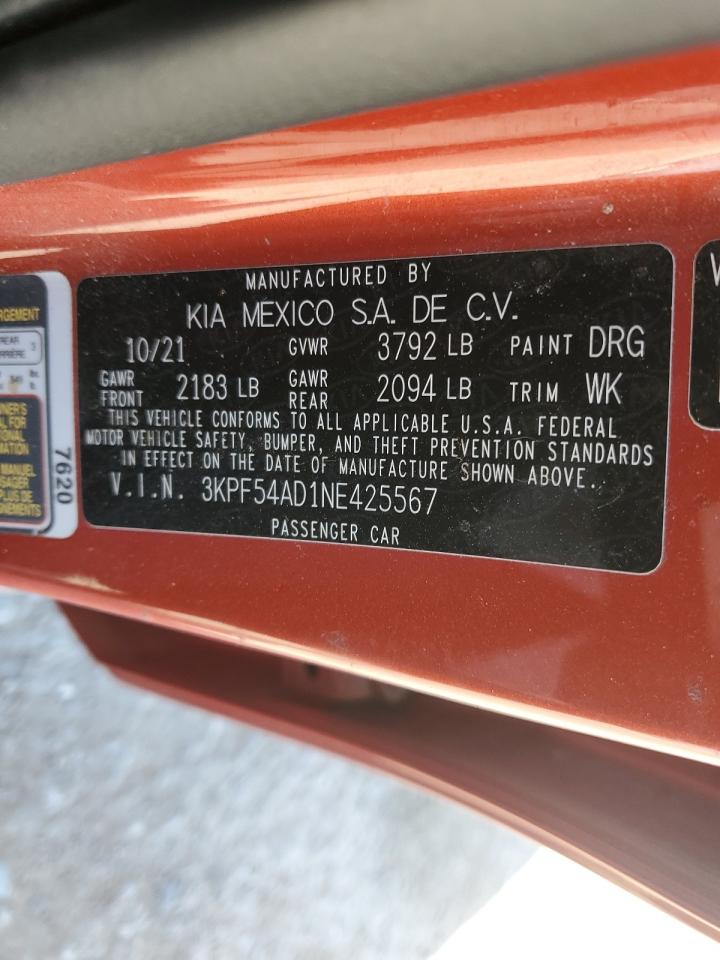 MANUFACTURED BY
KIA MEXICO S.A. DE C.V.
10/21 GVWR 3792 LB PAINT DRG
GAWR FRONT 2183 LB GAWR REAR 2094 LB TRIM WK
THIS VEHICLE CONFORMS TO ALL APPLICABLE U.S.A. FEDERAL
MOTOR VEHICLE SAFETY, BUMPER, AND THEFT PREVENTION STANDARDS
IN EFFECT ON THE DATE OF MANUFACTURE SHOWN ABOVE.
V.I.N. 3KPF54AD1NE425567
PASSENGER CAR
7620